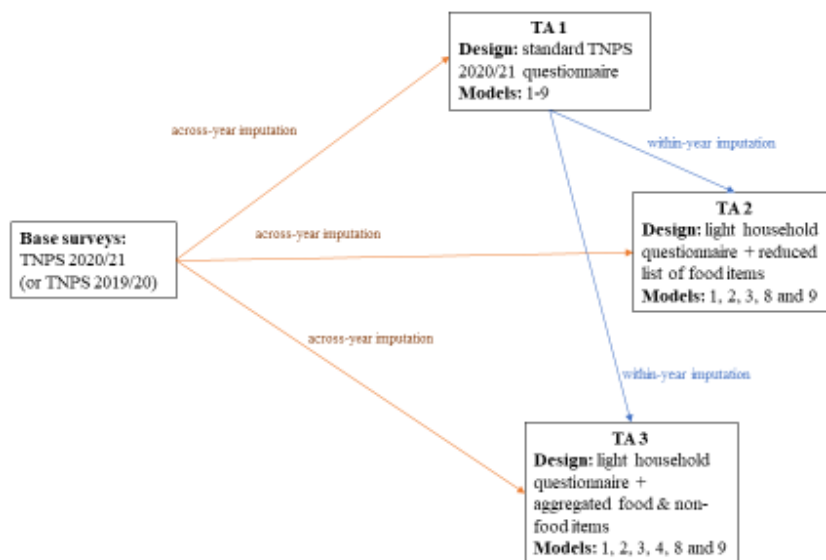 TA 1
Design: standard TNPS
2020/21 questionnaire
Models: 1-9
across-year imputation
within-year imputation
TA 2
Design: light household
questionnaire + reduced
list of food items
Models: 1, 2, 3, 8 and 9
across-year imputation
Base surveys:
TNPS 2020/21
(or TNPS 2019/20)
across-year imputation
within-year imputation
TA 3
Design: light household
questionnaire +
aggregated food & non-
food items
Models: 1, 2, 3, 4, 8 and 9